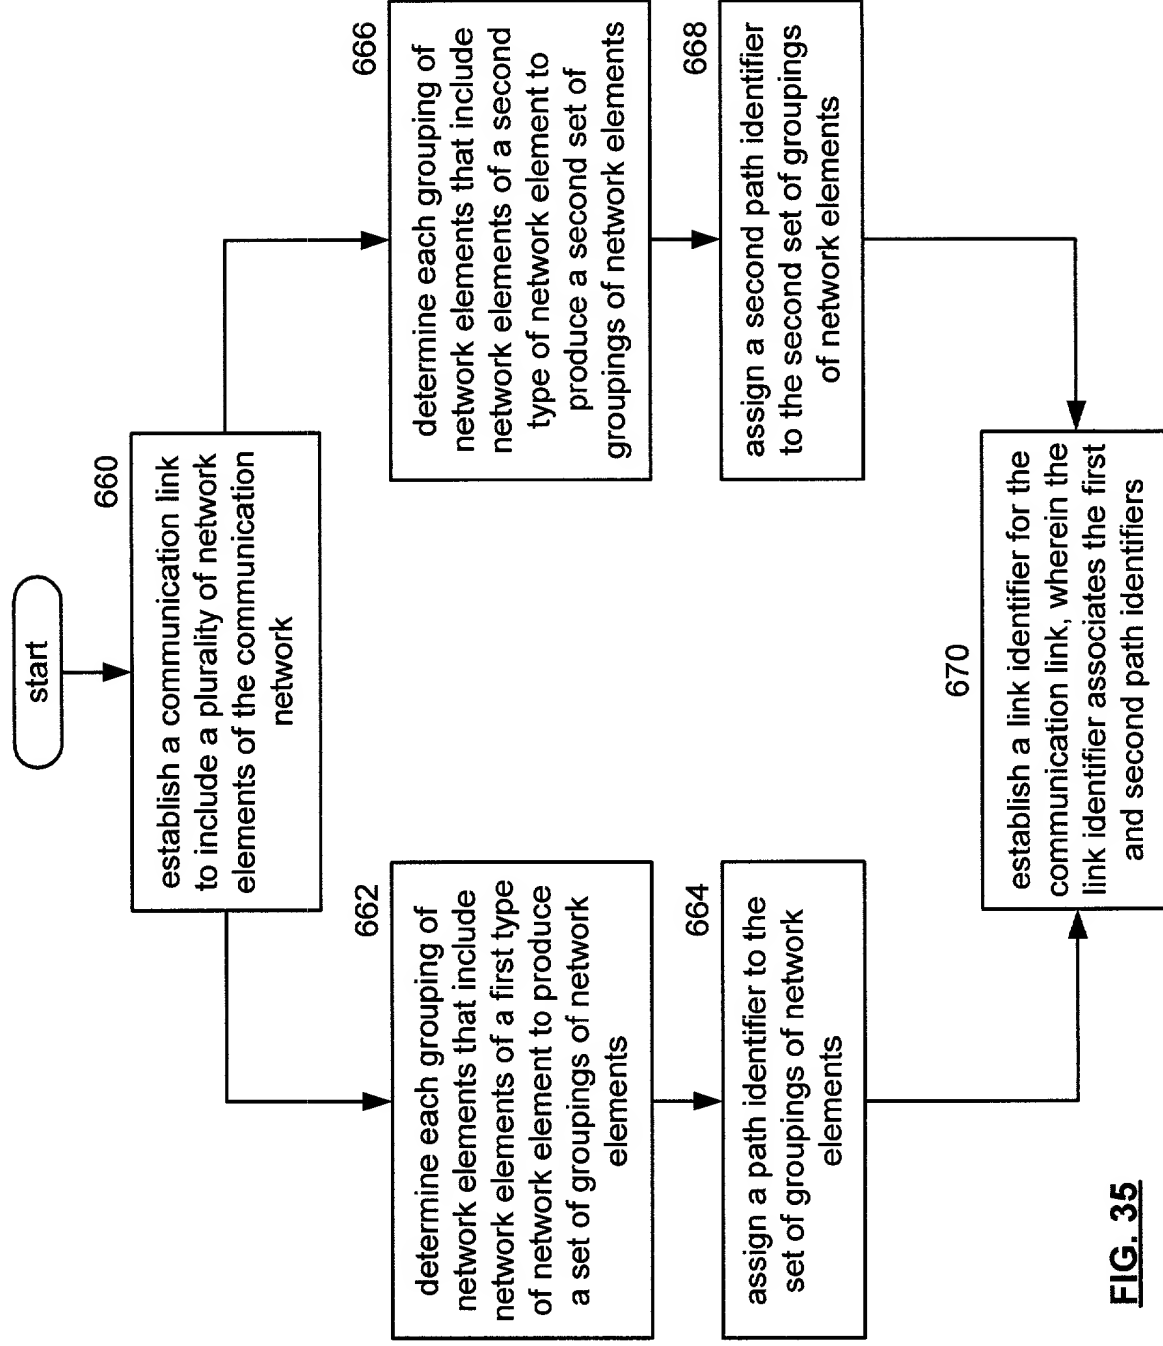 start
660
establish a communication link
to include a plurality of network
elements of the communication
network
662
determine each grouping of
network elements that include
network elements of a first type
of network element to produce
a set of groupings of network
elements
664
assign a path identifier to the
set of groupings of network
elements
666
determine each grouping of
network elements that include
network elements of a second
type of network element to
produce a second set of
groupings of network elements
668
assign a second path identifier
to the second set of groupings
of network elements
670
establish a link identifier for the
communication link, wherein the
link identifier associates the first
and second path identifiers
FIG. 35